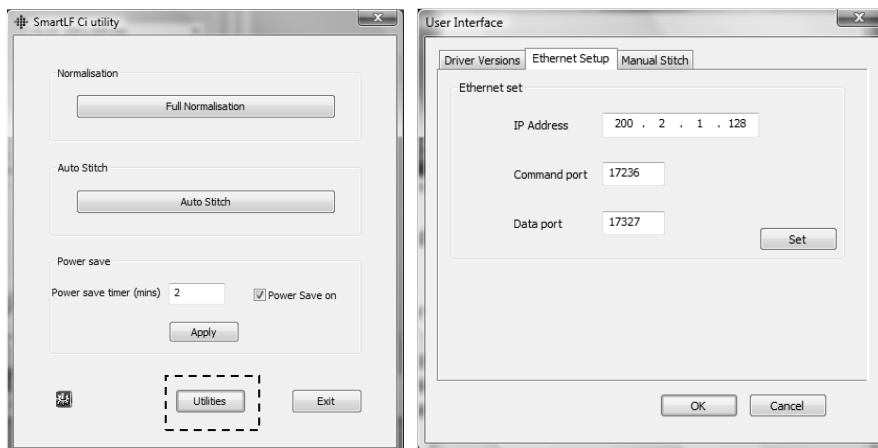 SmartLF Ci utility
Normalisation
Full Normalisation
Auto Stitch
Auto Stitch
Power save
Power save timer (mins) 2 Power Save on
Apply
Utilities Exit
User Interface
Driver Versions Ethernet Setup Manual Stitch
Ethernet set
IP Address 200 . 2 . 1 . 128
Command port 17236
Data port 17327
Set
OK Cancel